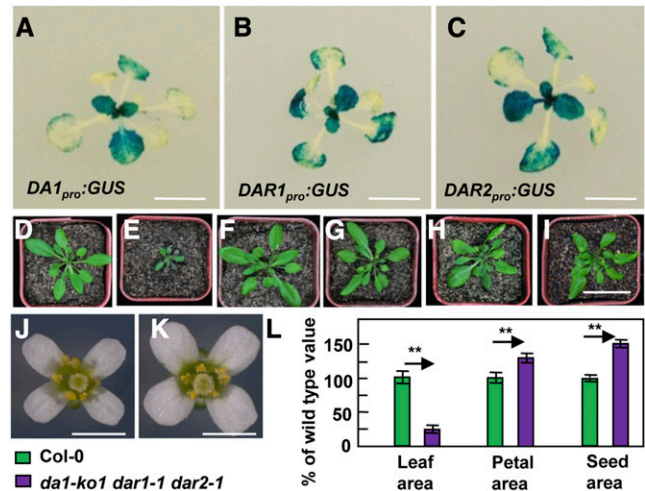 A B C
DA1pro:GUS DAR1pro:GUS DAR2pro:GUS
D E F G H I
J K L
% of wild type value
150
100
50
0
** ** **
Leaf area
Petal area
Seed area
Col-0
da1-ko1 dar1-1 dar2-1